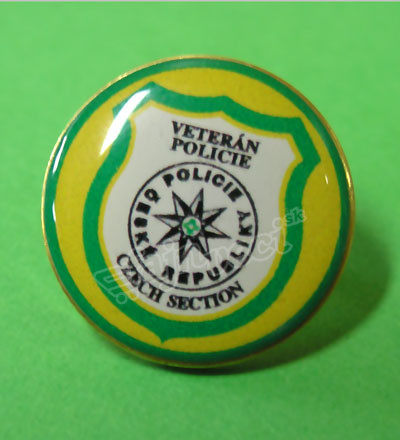 VETERÁN
POLICIE
POLICIE
ČESKÉ REPUBLIKY
CZECH SECTION